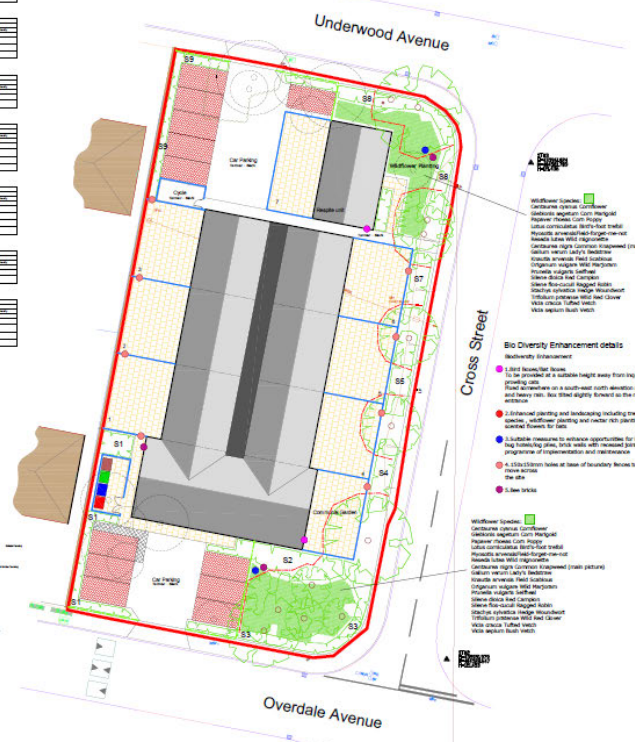 Underwood Avenue
S9
S8
Car Parking
Wildflower Planting
S9
S8
Cycle
Respite unit
7
S7
Cross Street
S5
S4
S1
Communal Garden
S1
S2
Car Parking
S1
S3
S3
Overdale Avenue
Wildflower Species:
Centaurea cyanus Cornflower
Glebionis segetum Corn Marigold
Papaver rhoeas Corn Poppy
Lotus corniculatus Bird's-foot trefoil
Myosotis arvensis Field-forget-me-not
Reseda lutea Wild mignonette
Centaurea nigra Common Knapweed
Galium verum Lady's Bedstraw
Knautia arvensis Field Scabious
Origanum vulgare Wild Marjoram
Prunella vulgaris Selfheal
Silene dioica Red Campion
Silene flos-cuculi Ragged Robin
Stachys sylvatica Hedge Woundwort
Trifolium pratense Wild Red Clover
Vicia cracca Tufted Vetch
Vicia sepium Bush Vetch
Bio Diversity Enhancement details
Biodiversity Enhancement
1.Bird Boxes/Bat Boxes
To be provided at a suitable height away from
prowling cats
Fixed somewhere on a south-east north elevation
and heavy rain. Box tilted slightly forward so the
entrance
2.Enhanced planting and landscaping including
species, wildflower planting and nectar rich
scented flowers for bats
3.Suitable measures to enhance opportunities for
bug hotels/log piles, brick walls with recessed
programme of implementation and maintenance
4.150x150mm holes at base of boundary fences
move across
the site
5.Bee bricks
Wildflower Species:
Centaurea cyanus Cornflower
Glebionis segetum Corn Marigold
Papaver rhoeas Corn Poppy
Lotus corniculatus Bird's-foot trefoil
Myosotis arvensis Field-forget-me-not
Reseda lutea Wild mignonette
Centaurea nigra Common Knapweed (main picture)
Galium verum Lady's Bedstraw
Knautia arvensis Field Scabious
Origanum vulgare Wild Marjoram
Prunella vulgaris Selfheal
Silene dioica Red Campion
Silene flos-cuculi Ragged Robin
Stachys sylvatica Hedge Woundwort
Trifolium pratense Wild Red Clover
Vicia cracca Tufted Vetch
Vicia sepium Bush Vetch